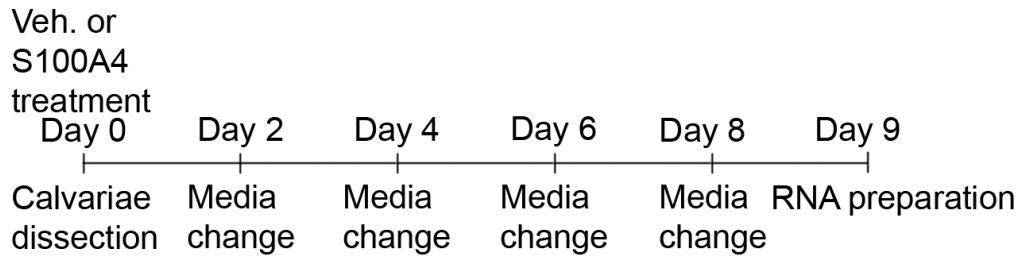 Veh. or
S100A4
treatment
Day 0 Day 2 Day 4 Day 6 Day 8 Day 9
Calvariae Media Media Media Media RNA preparation
dissection change change change change